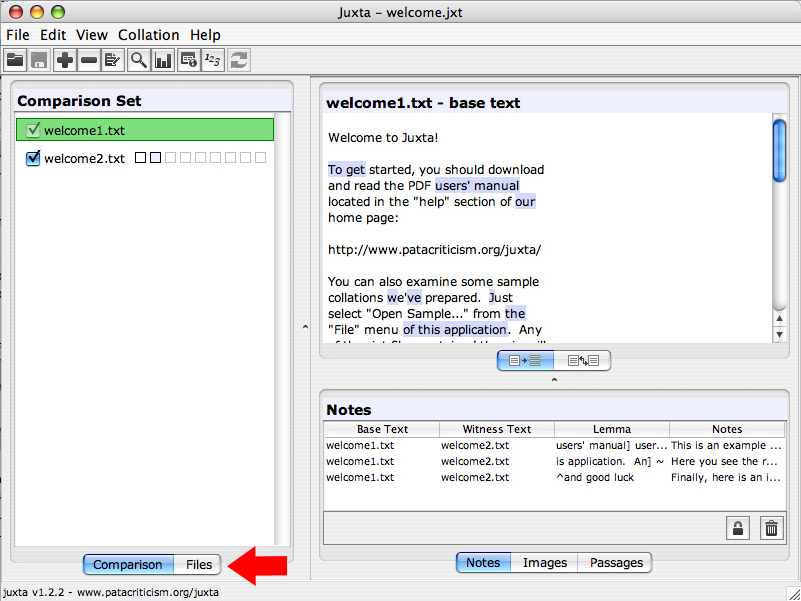 Juxta – welcome.jxt
File Edit View Collation Help
1 2 3
Comparison Set
welcome1.txt
welcome2.txt
Comparison Files
welcome1.txt - base text
Welcome to Juxta!
To get started, you should download
and read the PDF users' manual
located in the "help" section of our
home page:
http://www.patacriticism.org/juxta/
You can also examine some sample
collations we've prepared. Just
select "Open Sample..." from the
"File" menu of this application. Any
Notes
Base Text Witness Text Lemma Notes
welcome1.txt welcome2.txt users' manual] user... This is an example ...
welcome1.txt welcome2.txt is application. An] ~ Here you see the r...
welcome1.txt welcome2.txt ^and good luck Finally, here is an i...
Notes Images Passages
juxta v1.2.2 - www.patacriticism.org/juxta